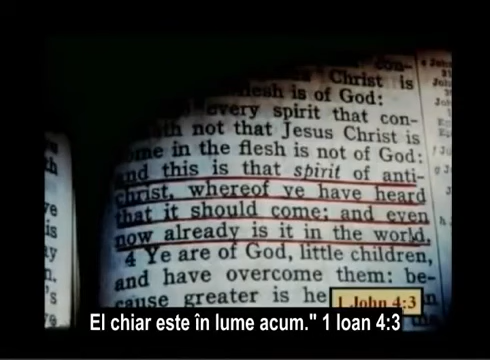 con-
Christ is
flesh is of God:
every spirit that con-
not that Jesus Christ is
in the flesh is not of God:
and this is that spirit of anti-
christ, whereof ye have heard
that it should come; and even
now already is it in the world.
4 Ye are of God, little children,
and have overcome them: be-
cause greater is he
1 John 4:3
El chiar este în lume acum." 1 Ioan 4:3